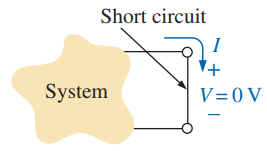 Short circuit
I
+
System
V = 0 V
−